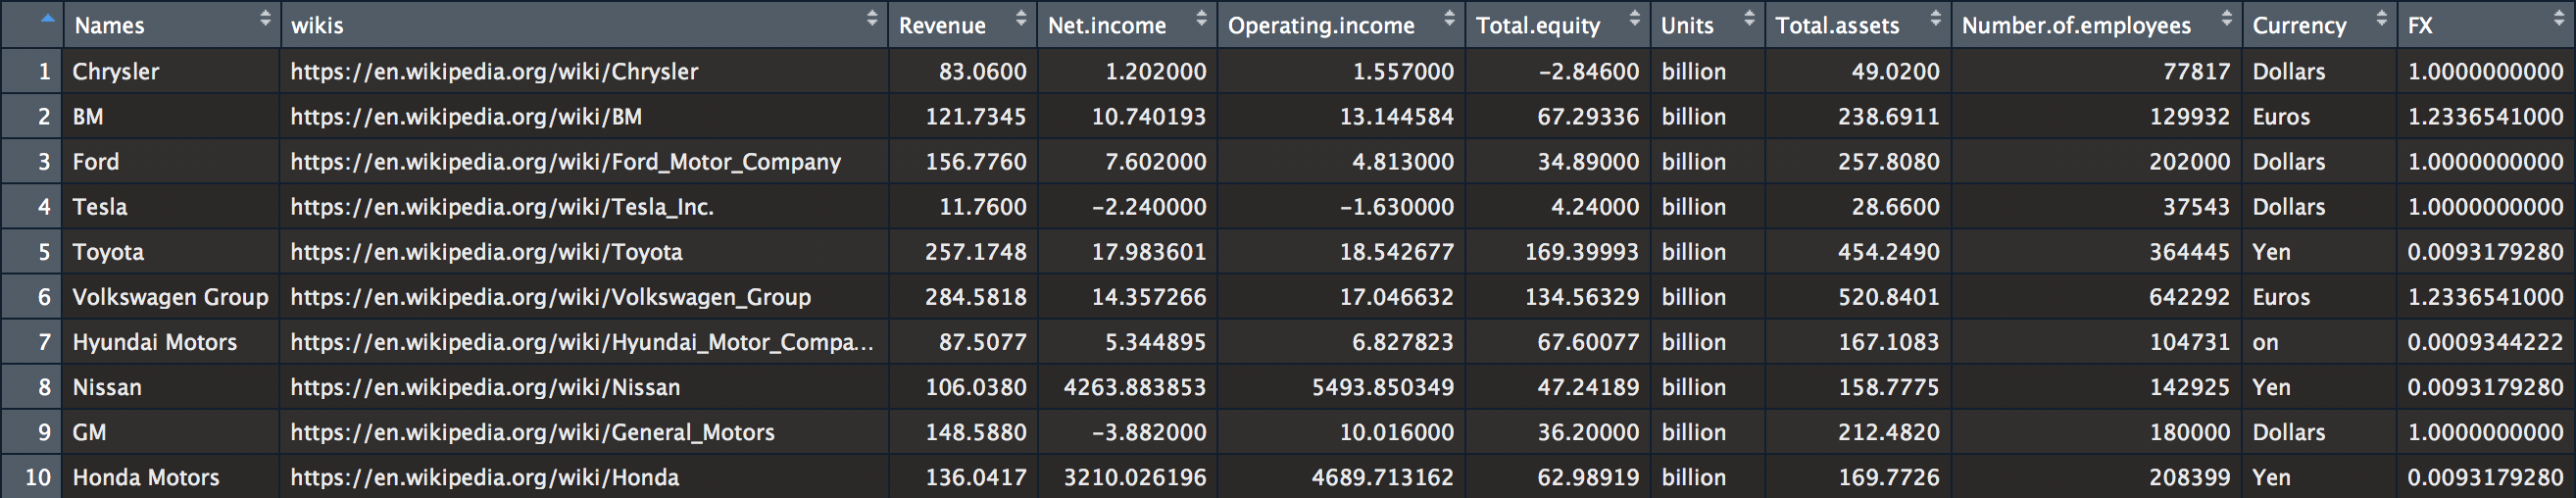 Names wikis Revenue Net.income Operating.income Total.equity Units Total.assets Number.of.employees Currency FX
1 Chrysler https://en.wikipedia.org/wiki/Chrysler 83.0600 1.202000 1.557000 -2.84600 billion 49.0200 77817 Dollars 1.0000000000
2 BM https://en.wikipedia.org/wiki/BM 121.7345 10.740193 13.144584 67.29336 billion 238.6911 129932 Euros 1.2336541000
3 Ford https://en.wikipedia.org/wiki/Ford_Motor_Company 156.7760 7.602000 4.813000 34.89000 billion 257.8080 202000 Dollars 1.0000000000
4 Tesla https://en.wikipedia.org/wiki/Tesla_Inc. 11.7600 -2.240000 -1.630000 4.24000 billion 28.6600 37543 Dollars 1.0000000000
5 Toyota https://en.wikipedia.org/wiki/Toyota 257.1748 17.983601 18.542677 169.39993 billion 454.2490 364445 Yen 0.0093179280
6 Volkswagen Group https://en.wikipedia.org/wiki/Volkswagen_Group 284.5818 14.357266 17.046632 134.56329 billion 520.8401 642292 Euros 1.2336541000
7 Hyundai Motors https://en.wikipedia.org/wiki/Hyundai_Motor_Compa... 87.5077 5.344895 6.827823 67.60077 billion 167.1083 104731 on 0.0009344222
8 Nissan https://en.wikipedia.org/wiki/Nissan 106.0380 4263.883853 5493.850349 47.24189 billion 158.7775 142925 Yen 0.0093179280
9 GM https://en.wikipedia.org/wiki/General_Motors 148.5880 -3.882000 10.016000 36.20000 billion 212.4820 180000 Dollars 1.0000000000
10 Honda Motors https://en.wikipedia.org/wiki/Honda 136.0417 3210.026196 4689.713162 62.98919 billion 169.7726 208399 Yen 0.0093179280